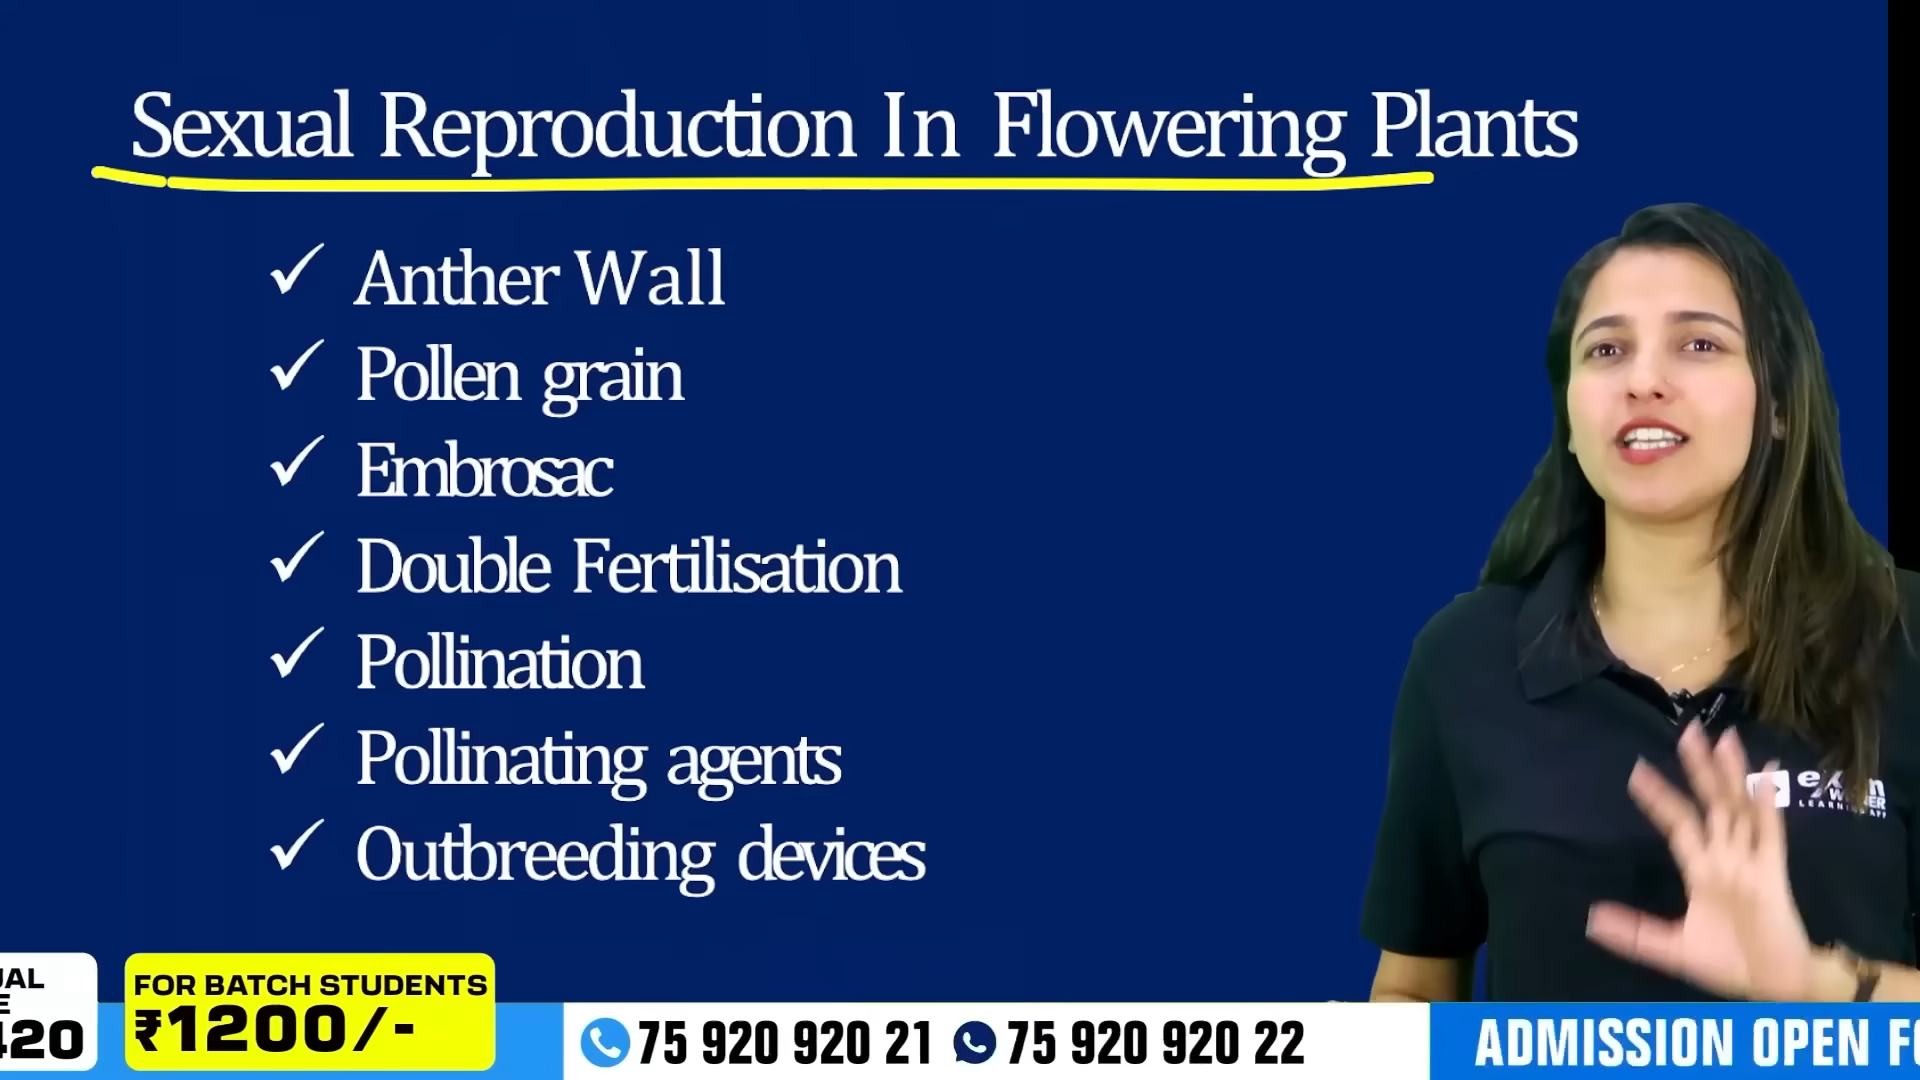 Sexual Reproduction In Flowering Plants
✓ Anther Wall
✓ Pollen grain
✓ Embrosac
✓ Double Fertilisation
✓ Pollination
✓ Pollinating agents
✓ Outbreeding devices
FOR BATCH STUDENTS
₹1200/-
75 920 920 21
75 920 920 22
ADMISSION OPEN